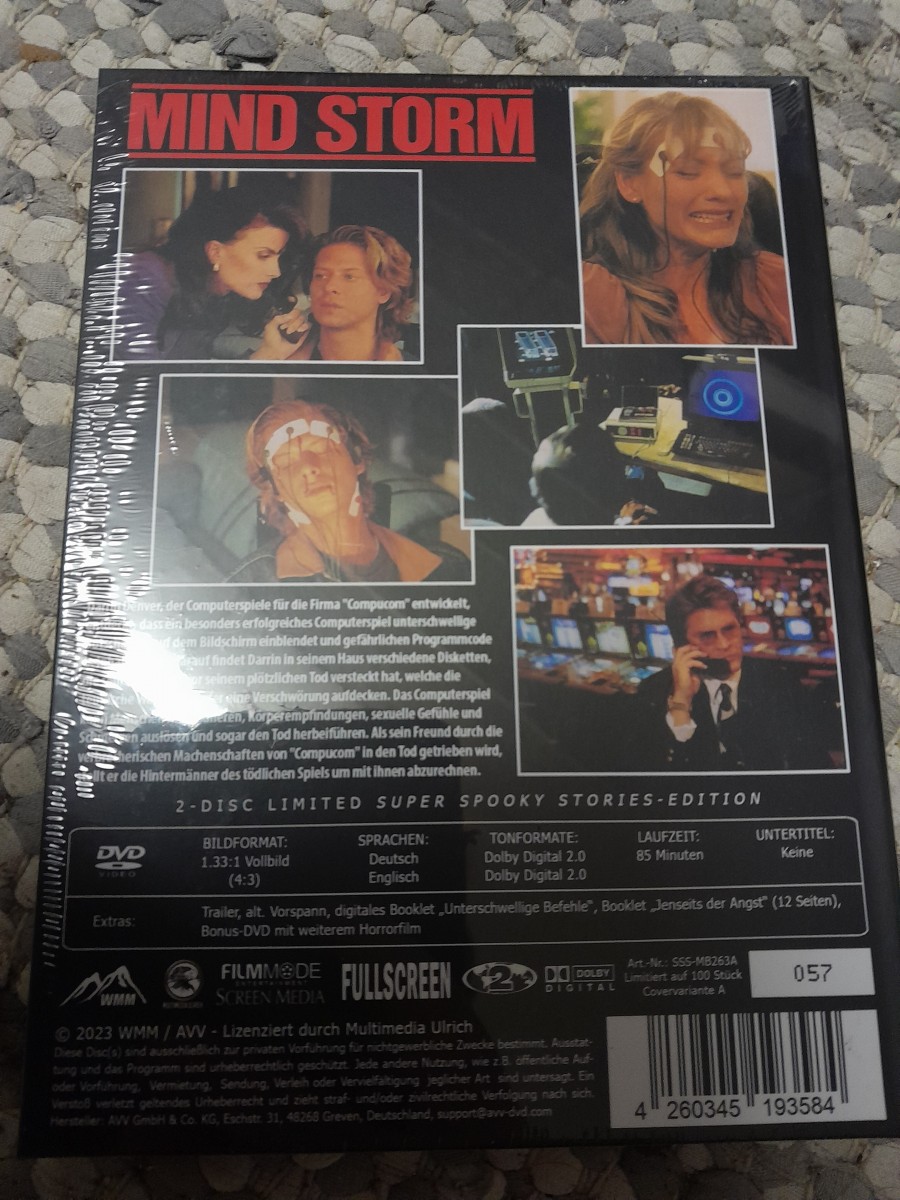 MIND STORM
Denver, der Computerspiele für die Firma "Compucom" entwickelt,
dass ein besonders erfolgreiches Computerspiel unterschwellige
dem Bildschirm einblendet und gefährlichen Programmcode
findet Darrin in seinem Haus verschiedene Disketten,
seinem plötzlichen Tod versteckt hat, welche die
eine Verschwörung aufdecken. Das Computerspiel
Körperempfindungen, sexuelle Gefühle und
auslösen und sogar den Tod herbeiführen. Als sein Freund durch die
Machenschaften von "Compucom" in den Tod getrieben wird,
er die Hintermänner des tödlichen Spiels um mit ihnen abzurechnen.
2-DISC LIMITED SUPER SPOOKY STORIES-EDITION
DVD VIDEO
BILDFORMAT:
1.33:1 Vollbild
(4:3)
SPRACHEN:
Deutsch
Englisch
TONFORMATE:
Dolby Digital 2.0
Dolby Digital 2.0
LAUFZEIT:
85 Minuten
UNTERTITEL:
Keine
Extras:
Trailer, alt. Vorspann, digitales Booklet „Unterschwellige Befehle", Booklet „Jenseits der Angst" (12 Seiten),
Bonus-DVD mit weiterem Horrorfilm
WMM
FILMMODE
ENTERTAINMENT
SCREEN MEDIA
FULLSCREEN
2
DOLBY
DIGITAL
Art.-Nr.: SSS-MB263A
Limitiert auf 100 Stück
Covervariante A
057
© 2023 WMM / AVV - Lizenziert durch Multimedia Ulrich
Diese Disc(s) sind ausschließlich zur privaten Vorführung für nichtgewerbliche Zwecke bestimmt. Ausstat-
tung und das Programm sind urheberrechtlich geschützt. Jede andere Nutzung, wie z.B. öffentliche Auf-
oder Vorführung, Vermietung, Sendung, Verleih oder Vervielfältigung jeglicher Art sind untersagt. Ein
Verstoß verletzt geltendes Urheberrecht und zieht straf- und/oder zivilrechtliche Verfolgung nach sich.
Hersteller: AVV GmbH & Co. KG, Eschstr. 31, 48268 Greven, Deutschland, support@avv-dvd.com
4 260345 193584